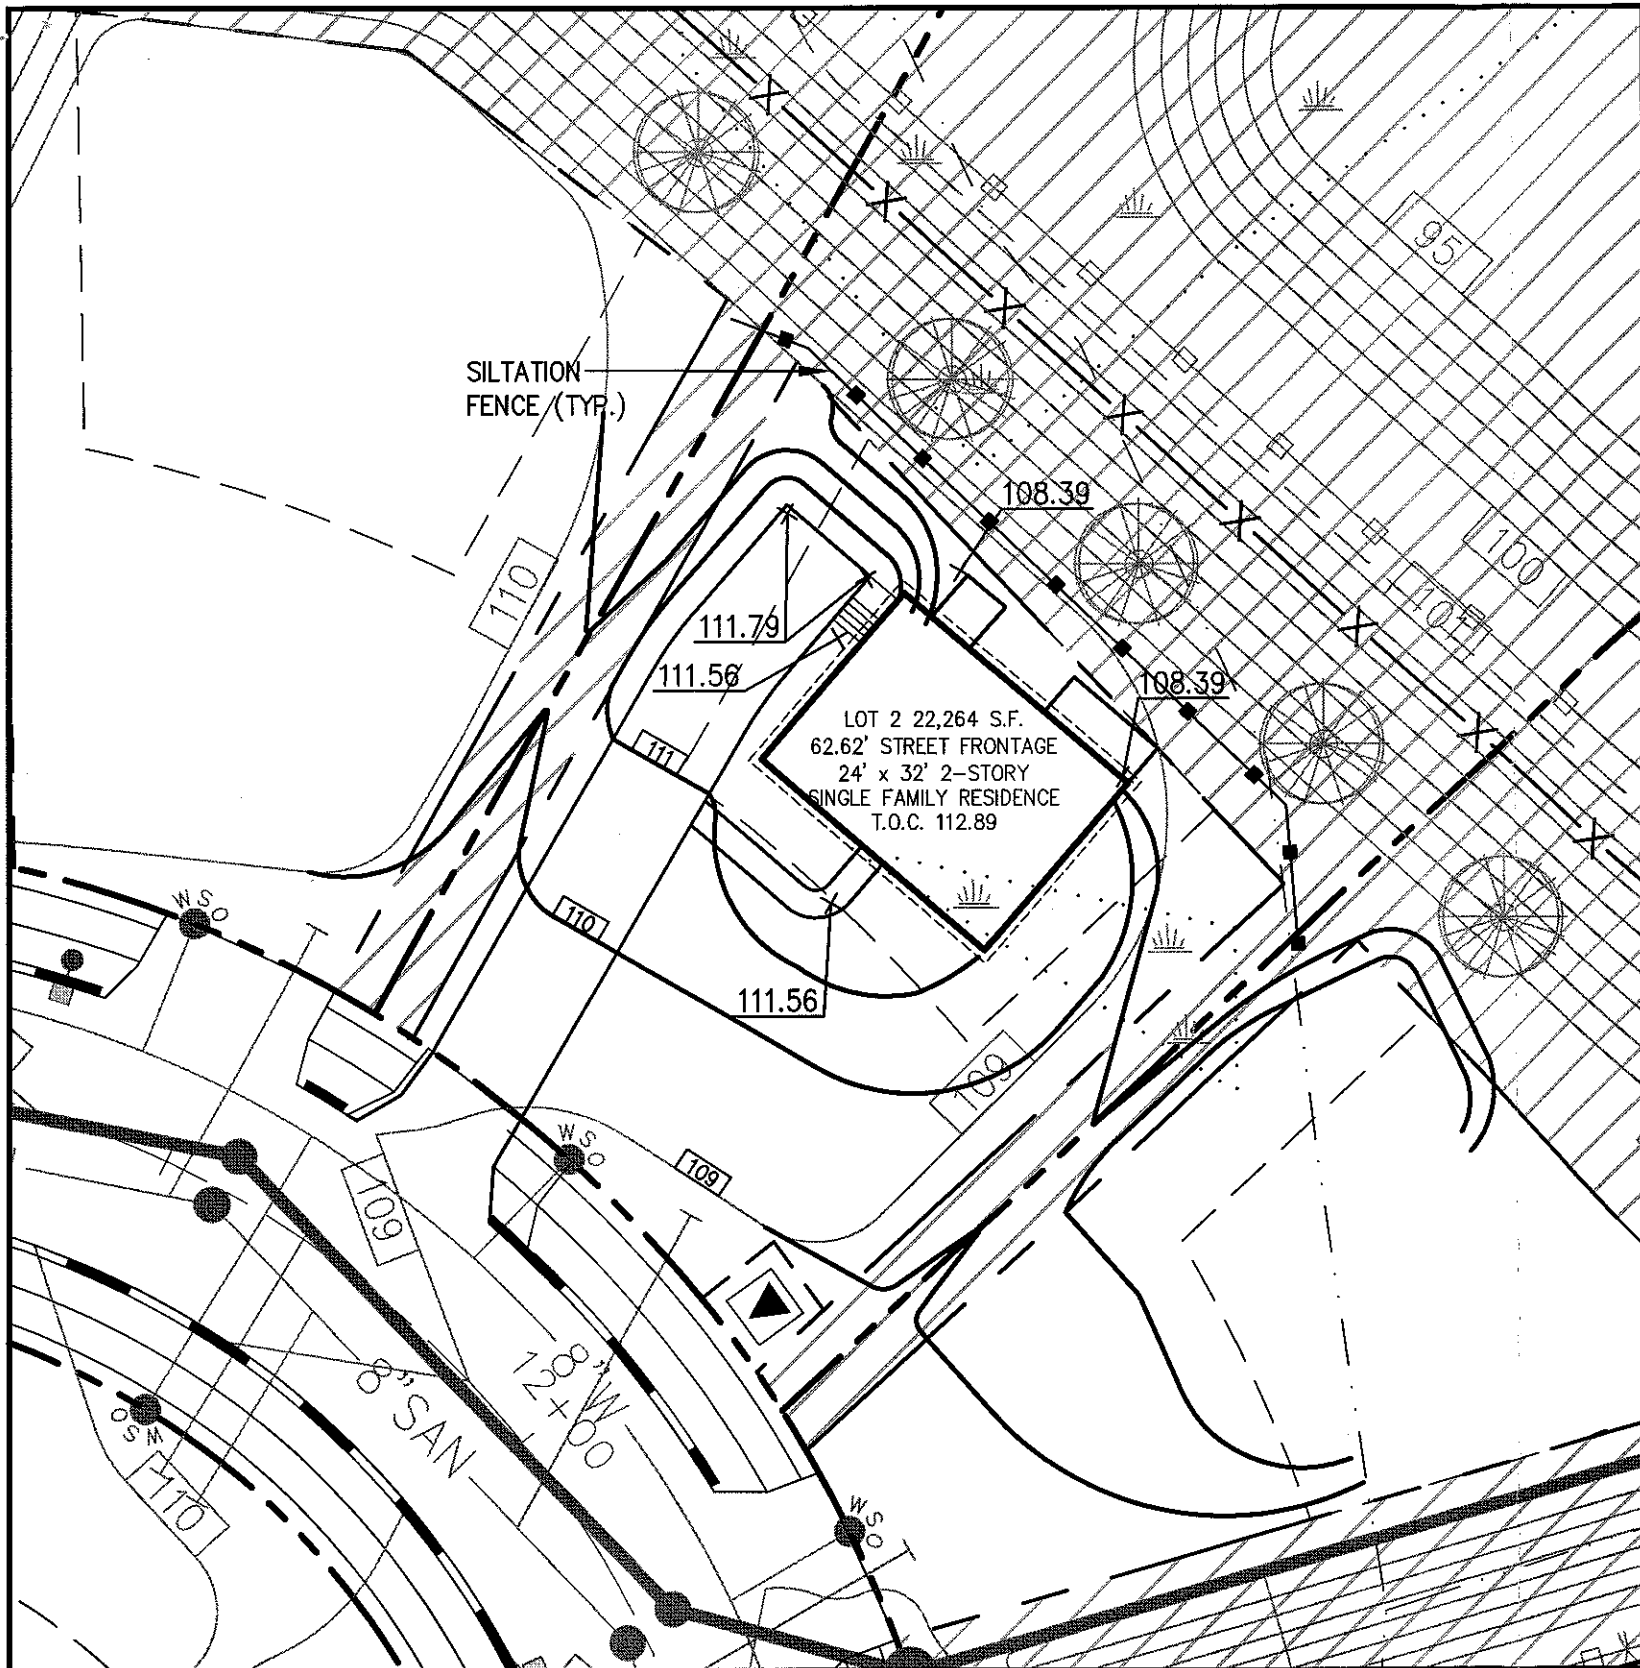 95
SILTATION
FENCE (TYP.)
108.39
100
110
111.79
111.56
108.39
LOT 2 22,264 S.F.
62.62' STREET FRONTAGE
24' x 32' 2-STORY
SINGLE FAMILY RESIDENCE
T.O.C. 112.89
111
WSO
110
111.56
109
WSO
109
109
8" SAN
8" W
12+00
WSO
110
WSO